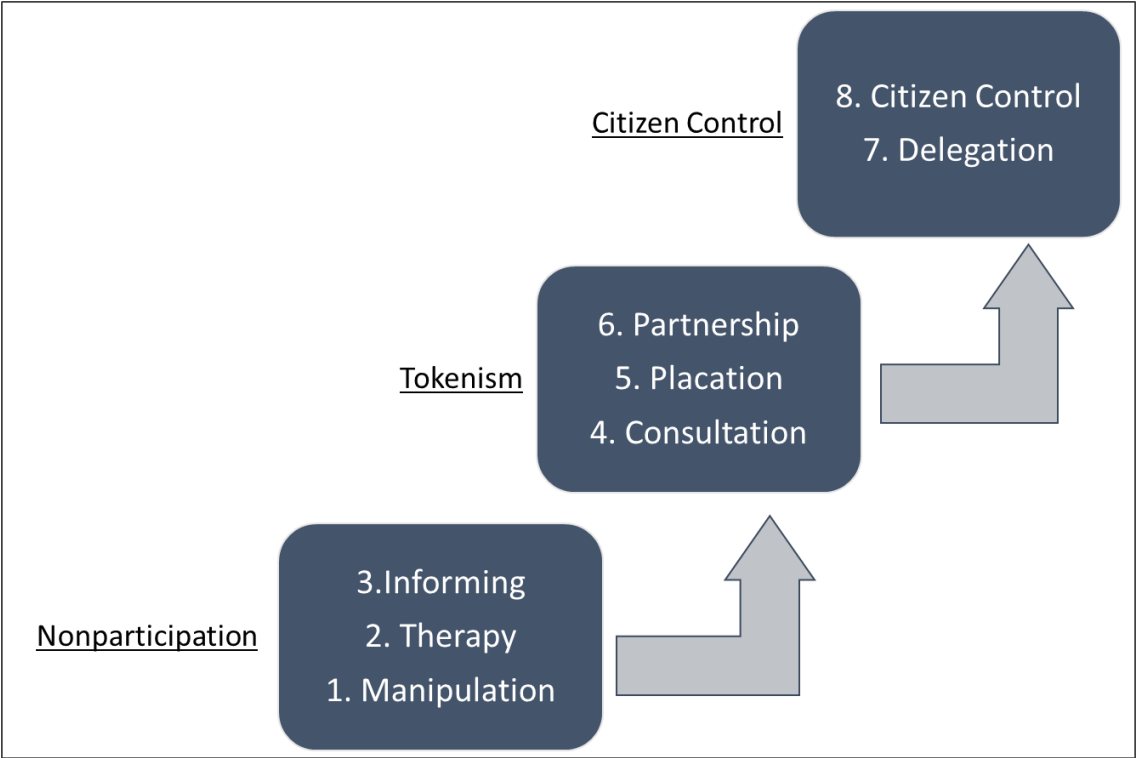 Citizen Control
8. Citizen Control
7. Delegation
Tokenism
6. Partnership
5. Placation
4. Consultation
Nonparticipation
3.Informing
2. Therapy
1. Manipulation